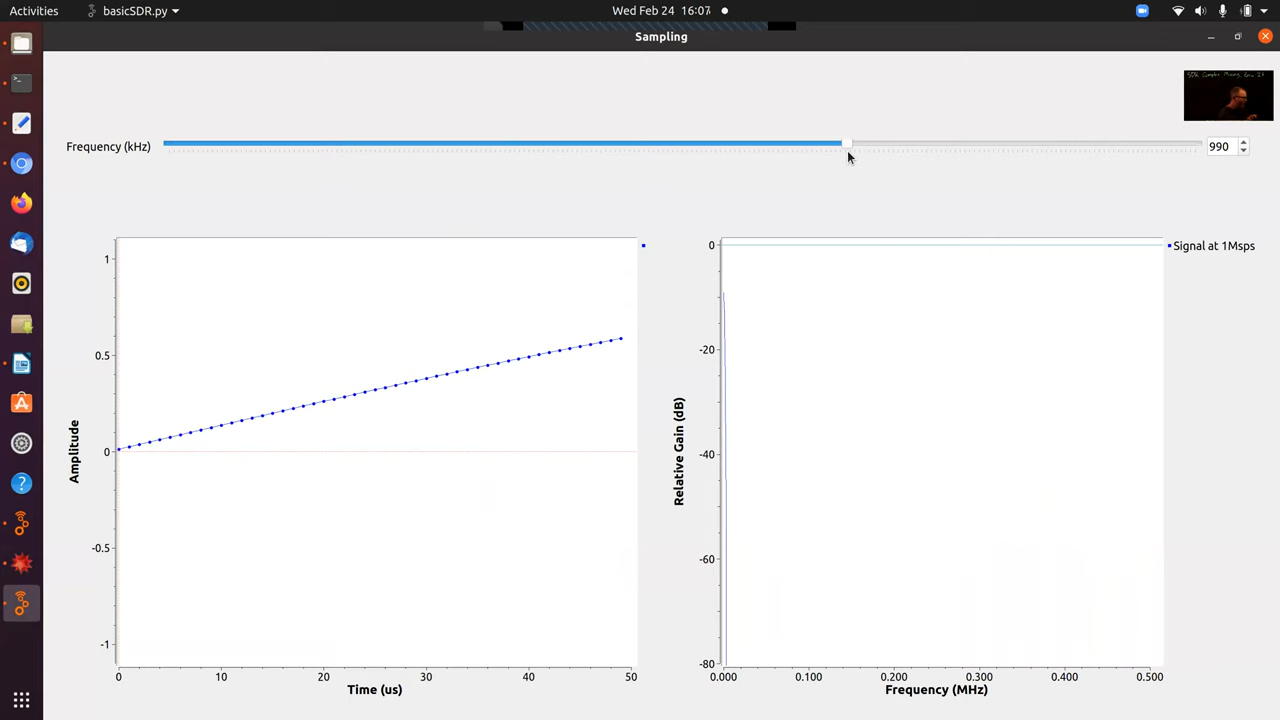 Activities basicSDR.py Wed Feb 24 16:07
Sampling
Frequency (kHz) 990
1
0.5
0
-0.5
-1
Amplitude
0 10 20 30 40 50
Time (us)
0
-20
-40
-60
-80
Relative Gain (dB)
Signal at 1Msps
0.000 0.100 0.200 0.300 0.400 0.500
Frequency (MHz)